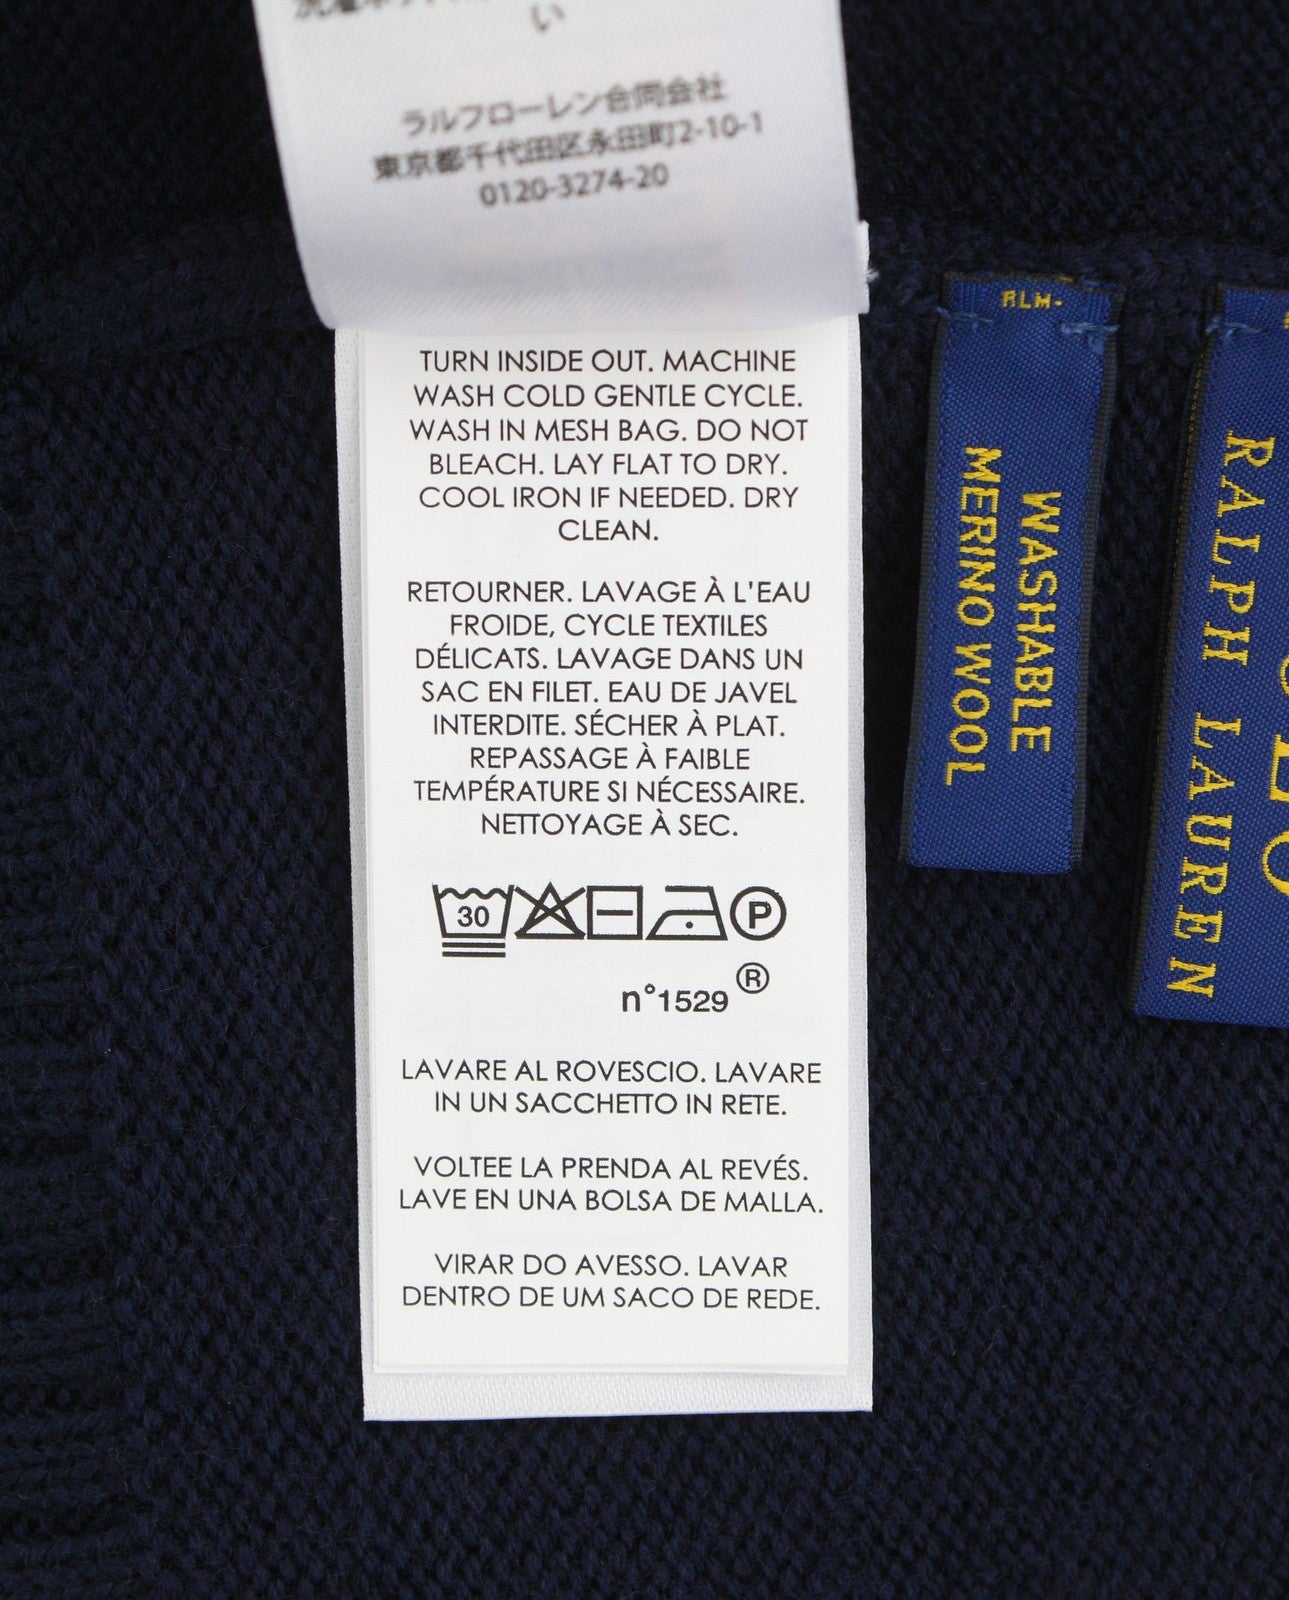 い
ラルフローレン合同会社
東京都千代田区永田町2-10-1
0120-3274-20
TURN INSIDE OUT. MACHINE
WASH COLD GENTLE CYCLE.
WASH IN MESH BAG. DO NOT
BLEACH. LAY FLAT TO DRY.
COOL IRON IF NEEDED. DRY
CLEAN.
RETOURNER. LAVAGE À L'EAU
FROIDE, CYCLE TEXTILES
DÉLICATS. LAVAGE DANS UN
SAC EN FILET. EAU DE JAVEL
INTERDITE. SÉCHER À PLAT.
REPASSAGE À FAIBLE
TEMPÉRATURE SI NÉCESSAIRE.
NETTOYAGE À SEC.
30 P
n°1529 ®
LAVARE AL ROVESCIO. LAVARE
IN UN SACCHETTO IN RETE.
VOLTEE LA PRENDA AL REVÉS.
LAVE EN UNA BOLSA DE MALLA.
VIRAR DO AVESSO. LAVAR
DENTRO DE UM SACO DE REDE.
RLM-
WASHABLE
MERINO WOOL
RALPH LAUREN